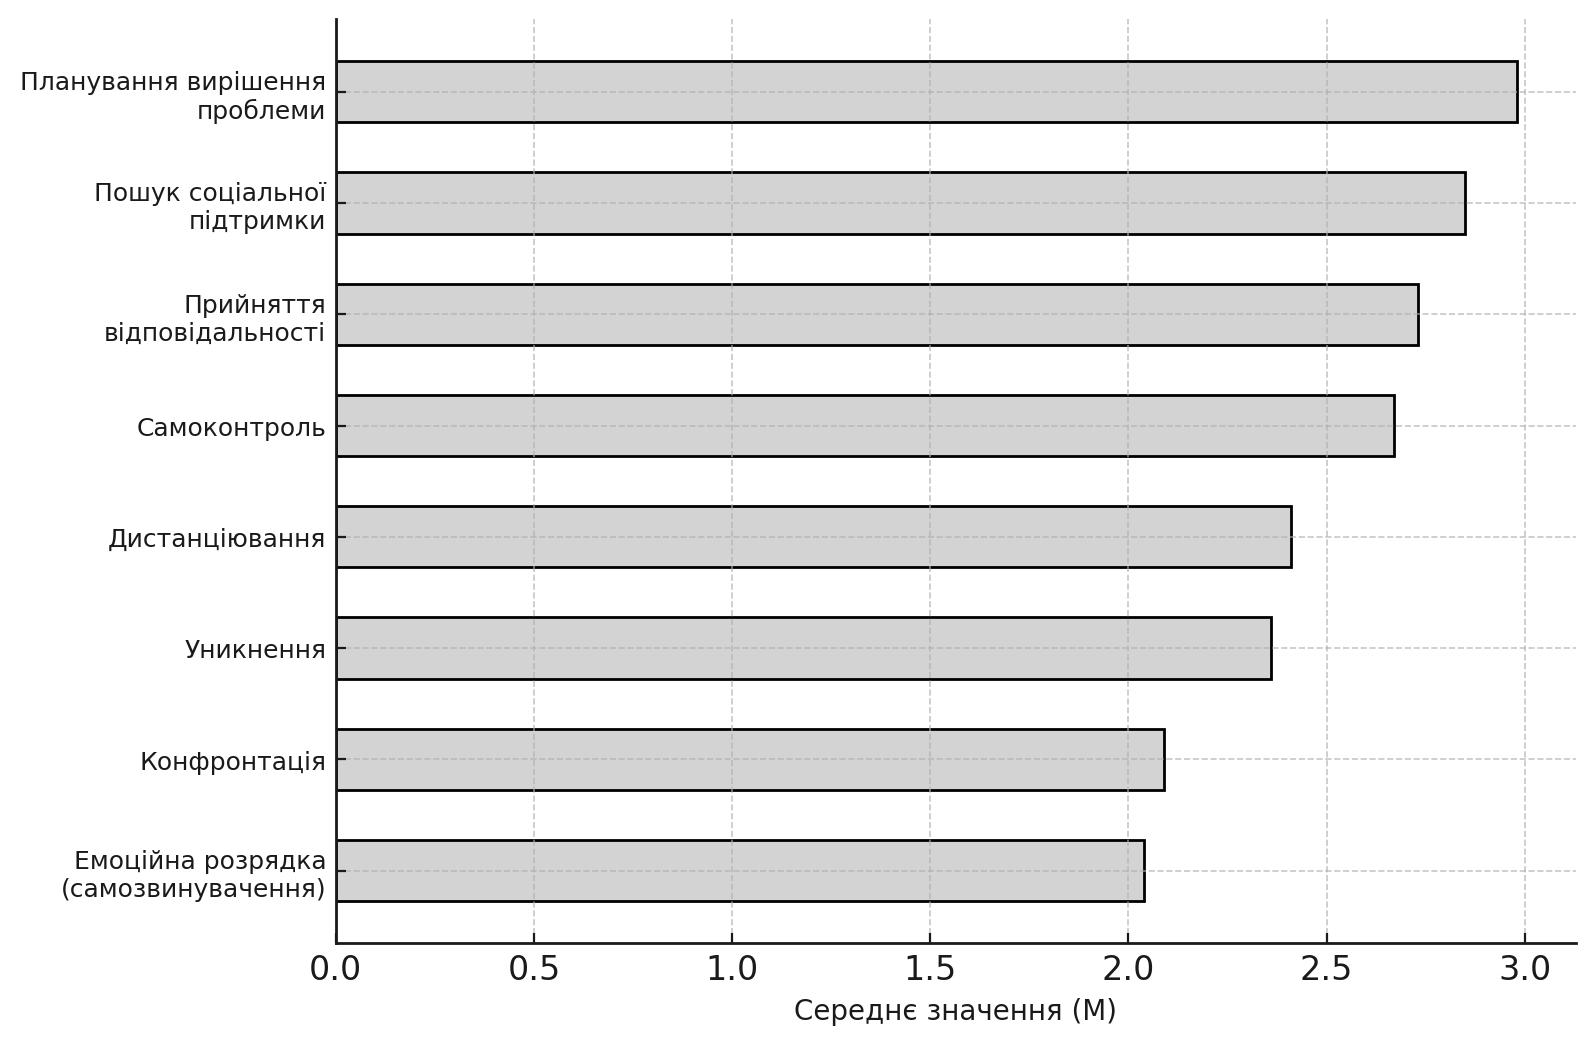 Планування вирішення
проблеми
Пошук соціальної
підтримки
Прийняття
відповідальності
Самоконтроль
Дистанціювання
Уникнення
Конфронтація
Емоційна розрядка
(самозвинувачення)
0.0 0.5 1.0 1.5 2.0 2.5 3.0
Середнє значення (M)